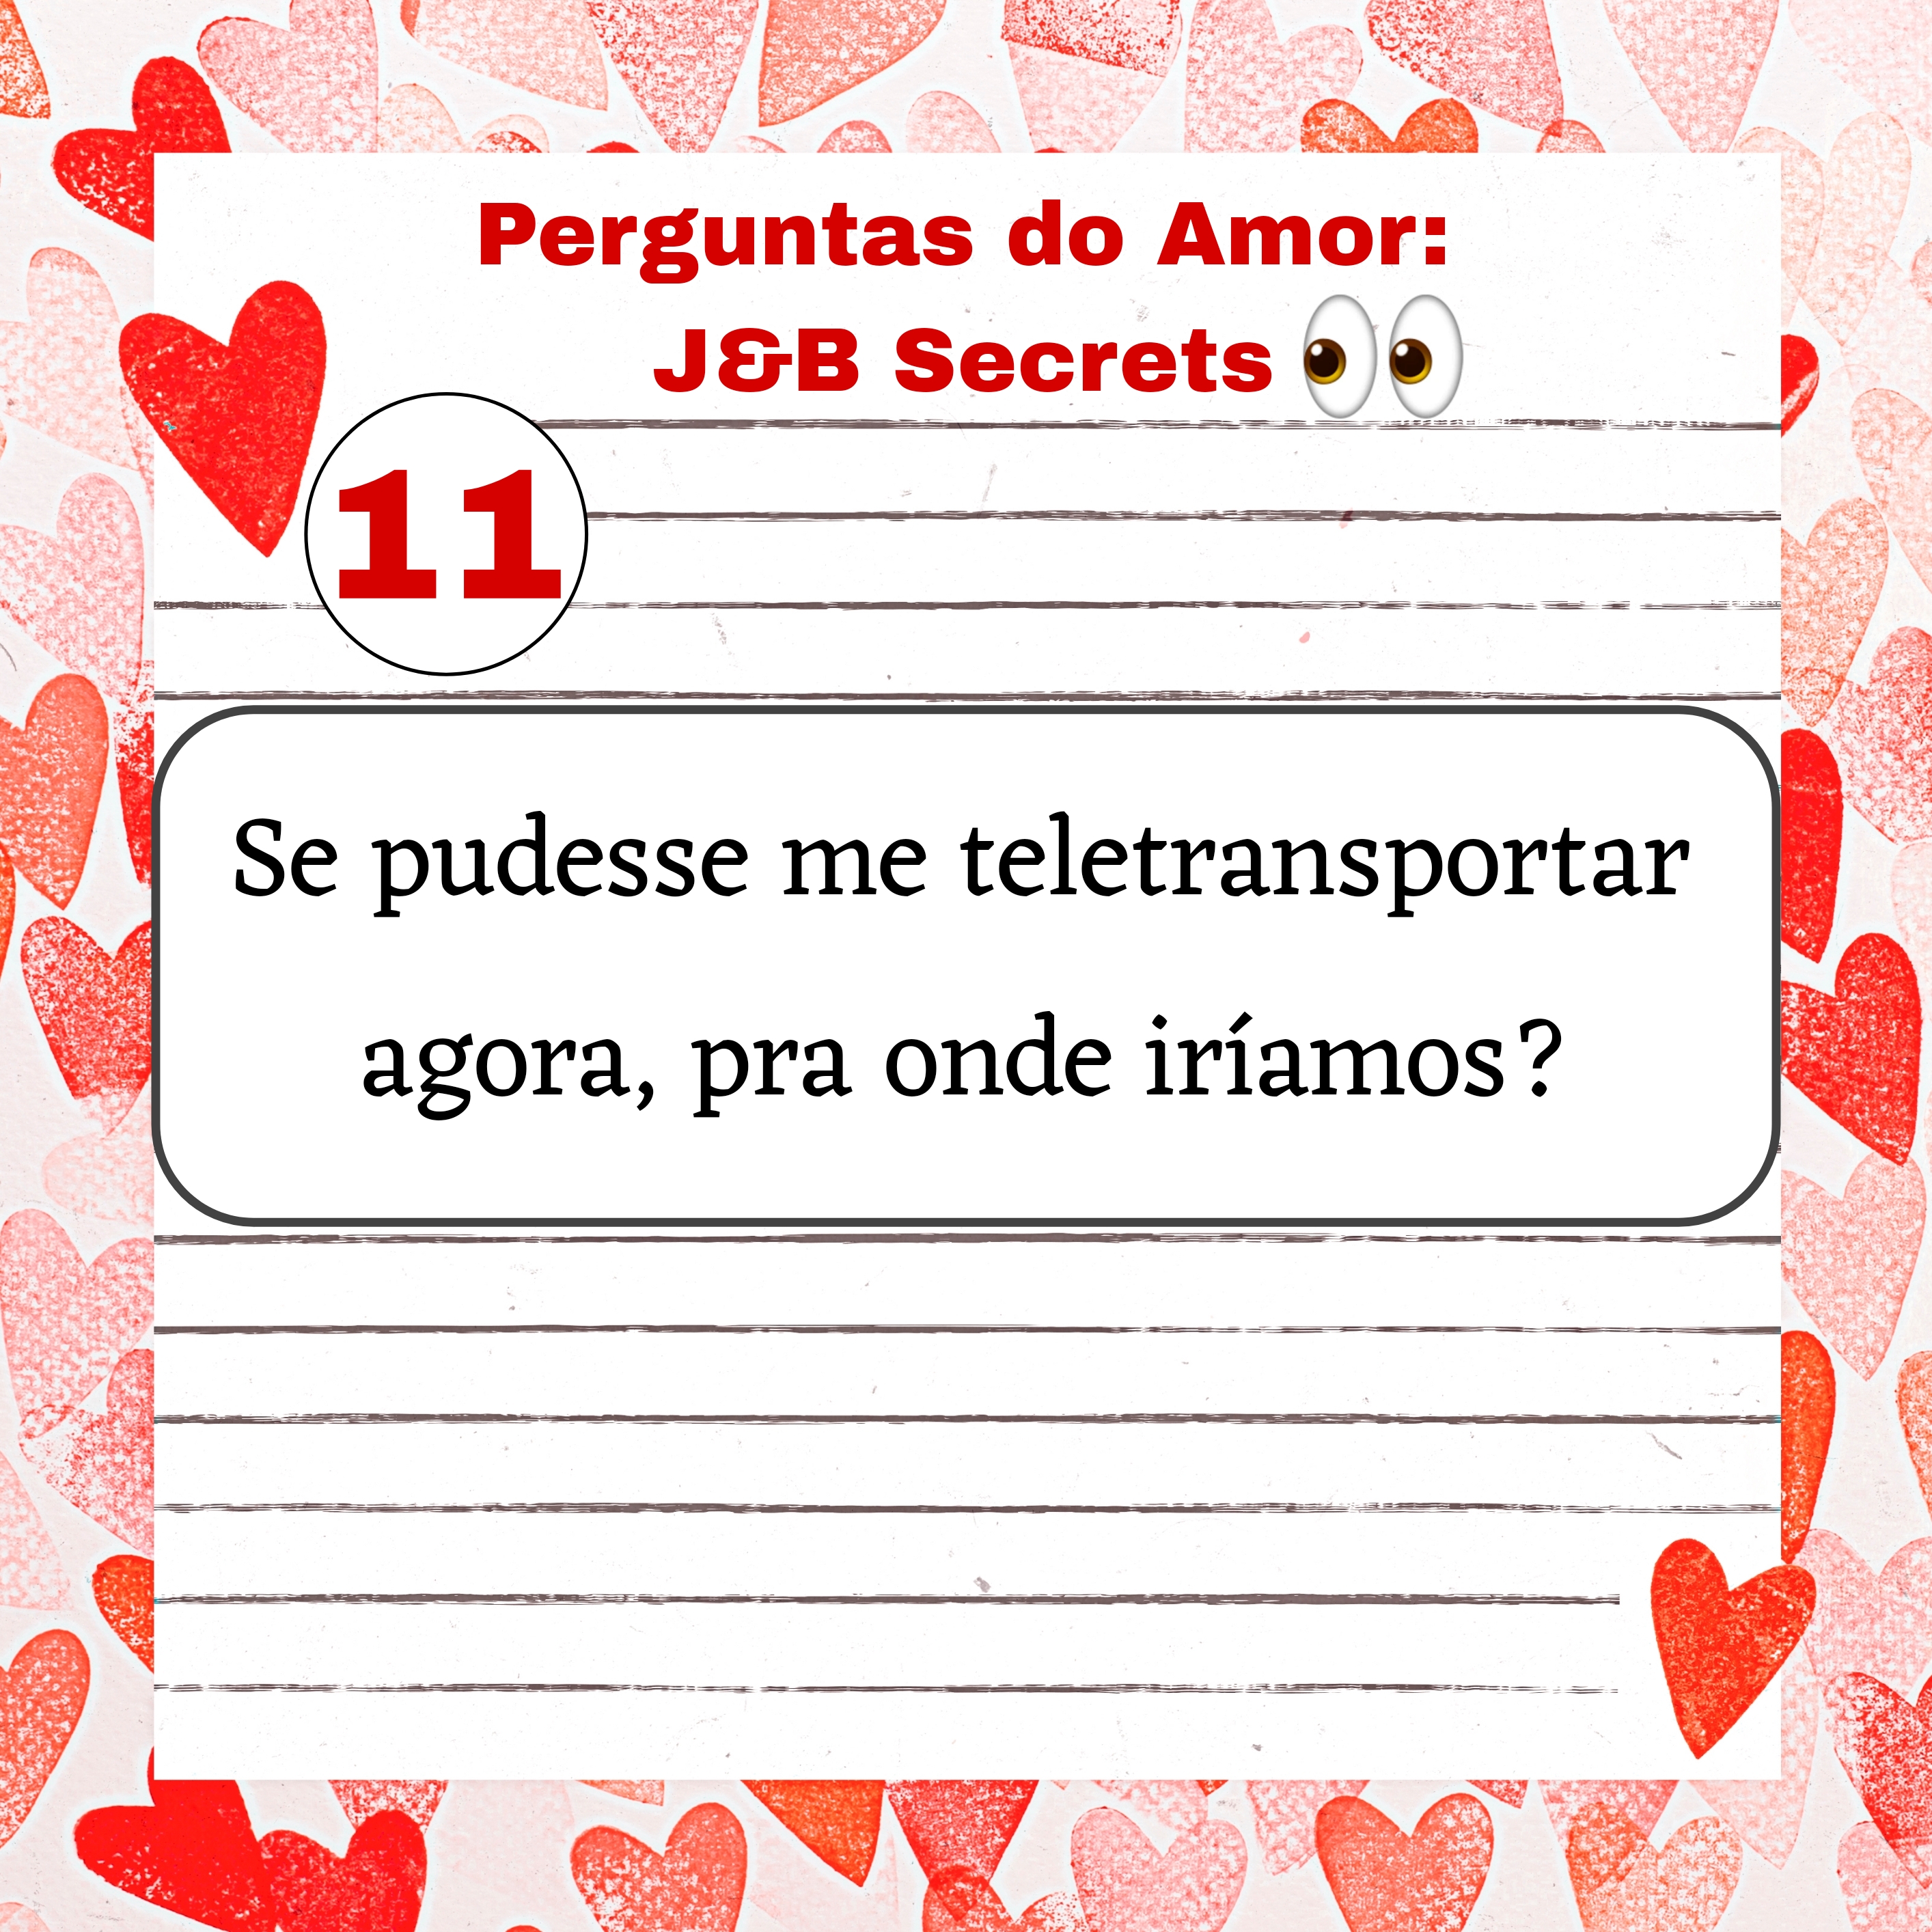 Perguntas do Amor:
J&B Secrets 👀
11
Se pudesse me teletransportar
agora, pra onde iríamos?